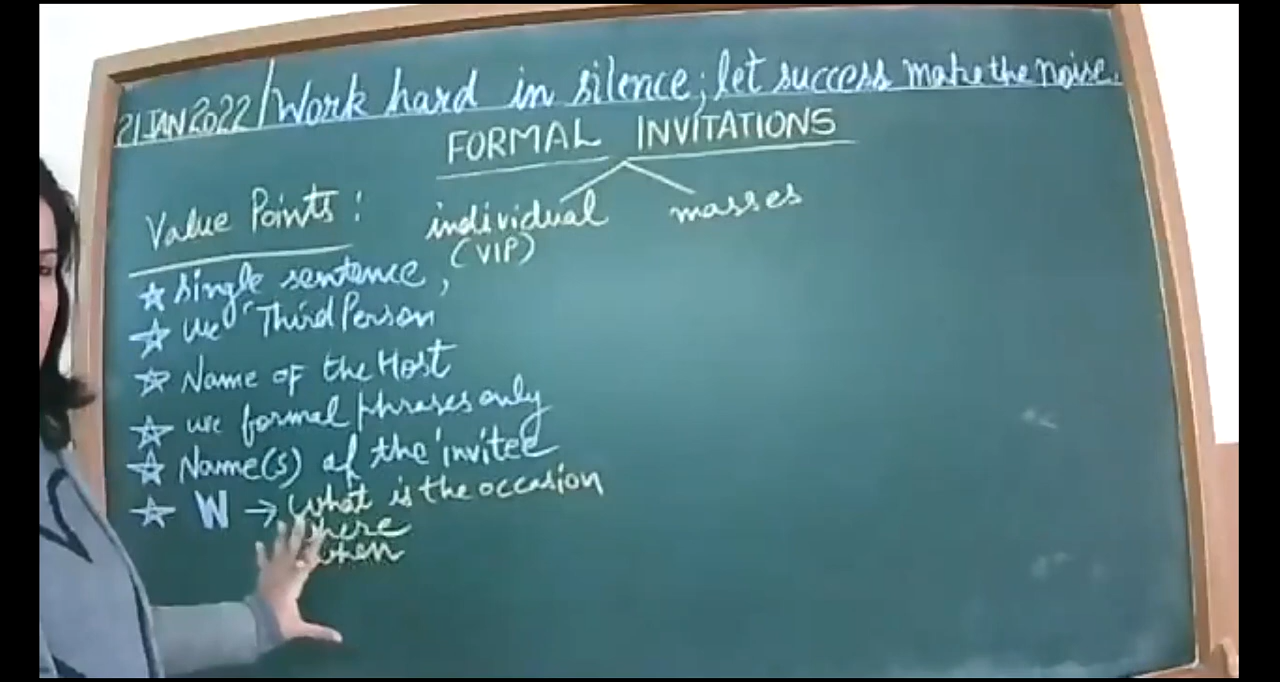 21 JAN 2022/Work hard in silence; let success make the noise.
FORMAL INVITATIONS
individual masses
(VIP)
Value Points:
single sentence,
use 'Third Person
Name of the Host
use formal phrases only
Name(s) of the invitee
W → What is the occasion
where
when